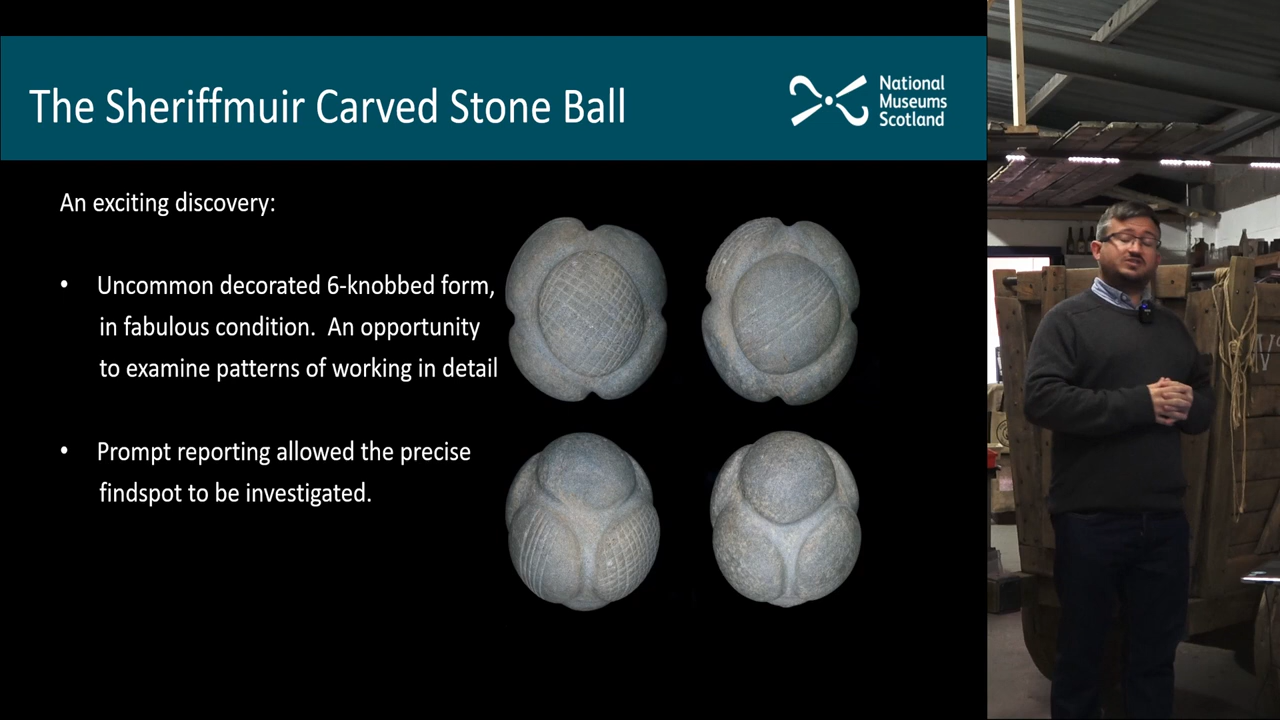 The Sheriffmuir Carved Stone Ball
National
Museums
Scotland
An exciting discovery:
• Uncommon decorated 6-knobbed form,
in fabulous condition. An opportunity
to examine patterns of working in detail
• Prompt reporting allowed the precise
findspot to be investigated.